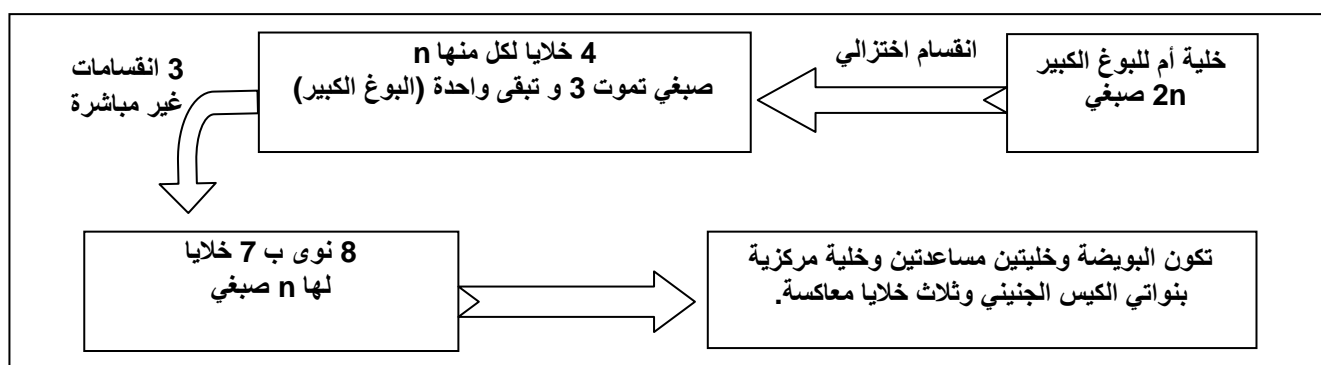 خلية أم للبوغ الكبير
2n صبغي
انقسام اختزالي
4 خلايا لكل منها n
صبغي تموت 3 و تبقى واحدة (البوغ الكبير)
3 انقسامات
غير مباشرة
8 نوى ب 7 خلايا
لها n صبغي
تكون البويضة وخليتين مساعدتين وخلية مركزية
بنواتي الكيس الجنيني وثلاث خلايا معاكسة.